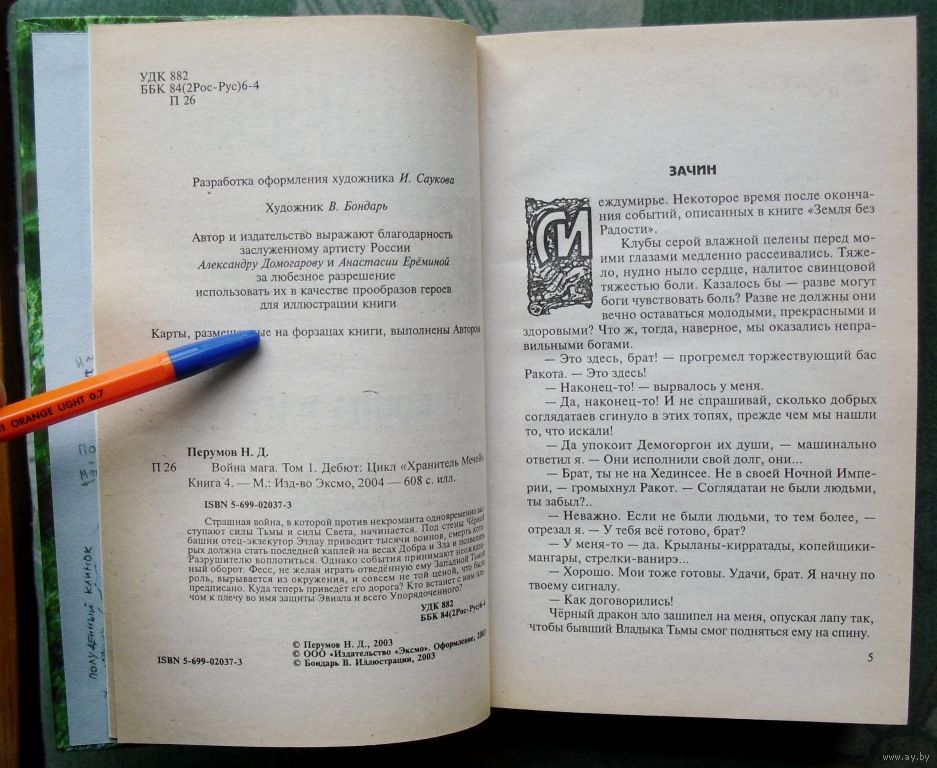 УДК 882
ББК 84(2Рос-Рус)6-4
П 26
Разработка оформления художника И. Саукова
Художник В. Бондарь
Автор и издательство выражают благодарность
заслуженному артисту России
Александру Домогарову и Анастасии Ерёминой
за любезное разрешение
использовать их в качестве прообразов героев
для иллюстрации книги
Карты, на форзацах книги, выполнены Автором
ORANGE LIGHT 0.7
Перумов Н. Д.
П 26 Война мага. Том 1. Дебют: Цикл «Хранитель Мечей».
Книга 4. — М.: Изд-во Эксмо, 2004 — 608 с. илл.
ISBN 5-699-02037-3
Страшная война, в которой против некроманта одновременно вы-
ступают силы Тьмы и силы Света, начинается. Под стены Чёрной
башни отец-экзекутор Этлау приводит тысячи воинов, смерть кото-
рых должна стать последней каплей на весах Добра и Зла и позволить
Разрушителю воплотиться. Однако события принимают неожидан-
ный оборот. Фесс, не желая играть отведённую ему Западной Тьмой
роль, вырывается из окружения, и совсем не той ценой, что были
предписано. Куда теперь приведёт его дорога? Кто встанет с ним пле-
чом к плечу во имя защиты Эвиала и всего Упорядоченного?
УДК 882
ББК 84(2Рос-Рус)6-4
© Перумов Н. Д., 2003
© ООО «Издательство «Эксмо». Оформление, 2003
ISBN 5-699-02037-3 © Бондарь В. Иллюстрации, 2003
полуденный клинок
ЗАЧИН
еждумирье. Некоторое время после оконча-
ния событий, описанных в книге «Земля без
Радости».
Клубы серой влажной пелены перед мо-
ими глазами медленно рассеивались. Тяже-
ло, нудно ныло сердце, налитое свинцовой
тяжестью боли. Казалось бы — разве могут
боги чувствовать боль? Разве не должны они
вечно оставаться молодыми, прекрасными и
здоровыми? Что ж, тогда, наверное, мы оказались непра-
вильными богами.
— Это здесь, брат! — прогремел торжествующий бас
Ракота. — Это здесь!
— Наконец-то! — вырвалось у меня.
— Да, наконец-то! И не спрашивай, сколько добрых
соглядатаев сгинуло в этих топях, прежде чем мы нашли
то, что искали!
— Да упокоит Демогоргон их души, — машинально
ответил я. — Они исполнили свой долг, они...
— Брат, ты не на Хединсее. Не в своей Ночной Импе-
рии, — громыхнул Ракот. — Соглядатаи не были людьми,
ты забыл?..
— Неважно. Если не были людьми, то тем более, —
отрезал я. — У тебя всё готово, брат?
— У меня-то — да. Крыланы-кирратады, копейщики-
мангары, стрелки-ванирэ...
— Хорошо. Мои тоже готовы. Удачи, брат. Я начну по
твоему сигналу.
— Как договорились!
Чёрный дракон зло зашипел на меня, опуская лапу так,
чтобы бывший Владыка Тьмы смог подняться ему на спину.
5
www.ay.by